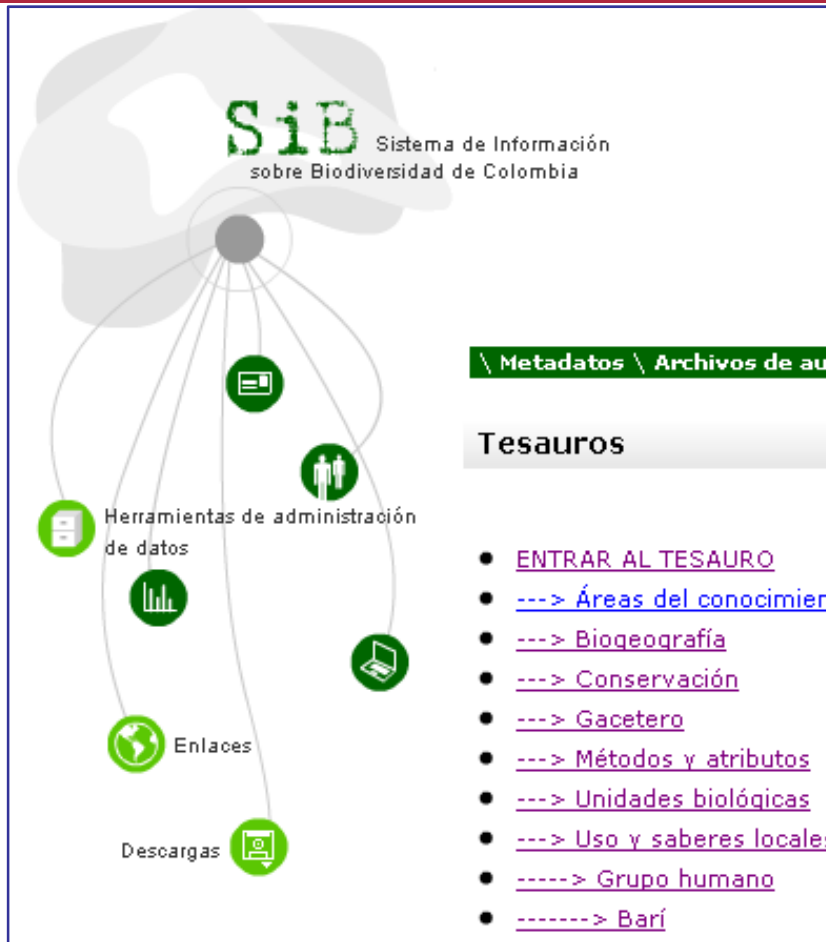 SiB Sistema de Información
sobre Biodiversidad de Colombia
\ Metadatos \ Archivos de au
Tesauros
Herramientas de administración
de datos
Enlaces
Descargas
ENTRAR AL TESAURO
---> Áreas del conocimien
---> Biogeografía
---> Conservación
---> Gacetero
---> Métodos y atributos
---> Unidades biológicas
---> Uso y saberes locales
-----> Grupo humano
-------> Barí